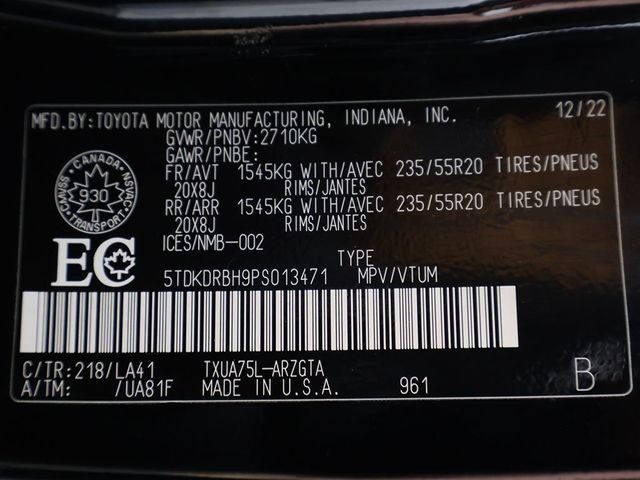 MFD.BY:TOYOTA MOTOR MANUFACTURING, INDIANA, INC. 12/22
GVWR/PNBV:2710KG
GAWR/PNBE:
FR/AVT 1545KG WITH/AVEC 235/55R20 TIRES/PNEUS
20X8J RIMS/JANTES
RR/ARR 1545KG WITH/AVEC 235/55R20 TIRES/PNEUS
20X8J RIMS/JANTES
ICES/NMB-002
CANADA
930
TRANSPORT
EC
TYPE
5TDKDRBH9PS013471 MPV/VTUM
C/TR:218/LA41 TXUA75L-ARZGTA
A/TM: /UA81F MADE IN U.S.A. 961 B